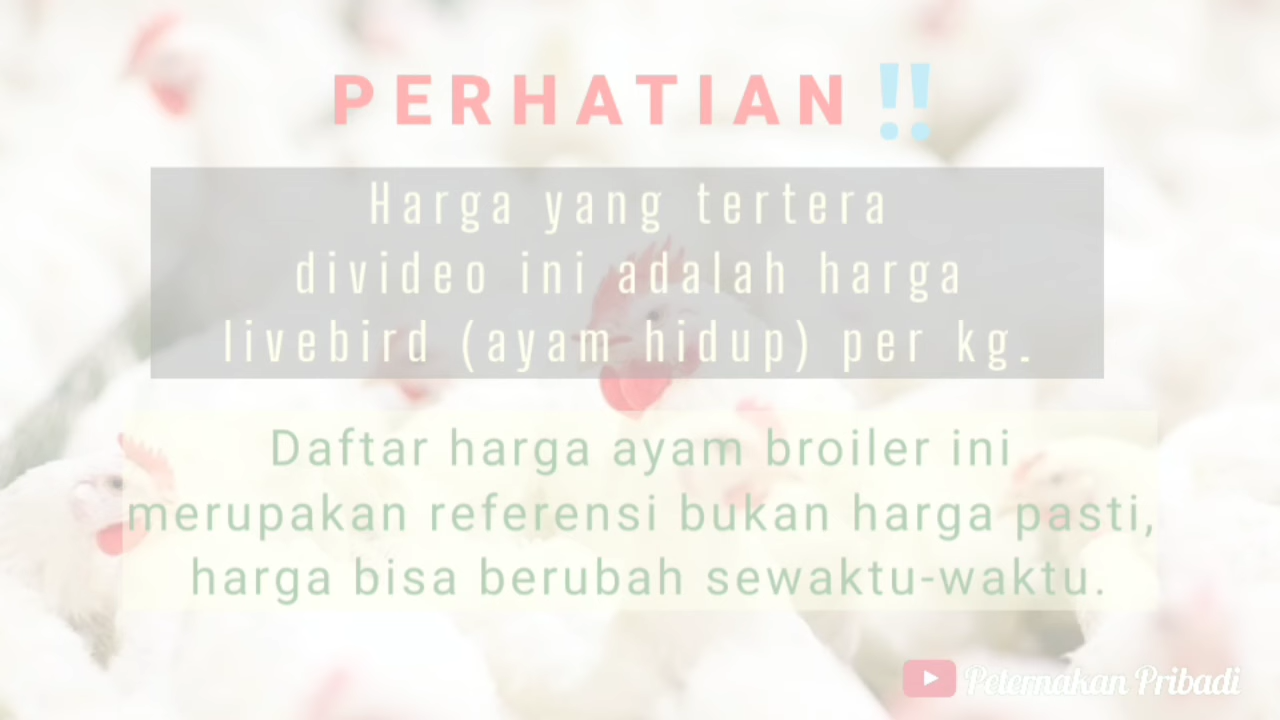 PERHATIAN‼
Harga yang tertera
divideo ini adalah harga
livebird (ayam hidup) per kg.
Daftar harga ayam broiler ini
merupakan referensi bukan harga pasti,
harga bisa berubah sewaktu-waktu.
Peternakan Pribadi